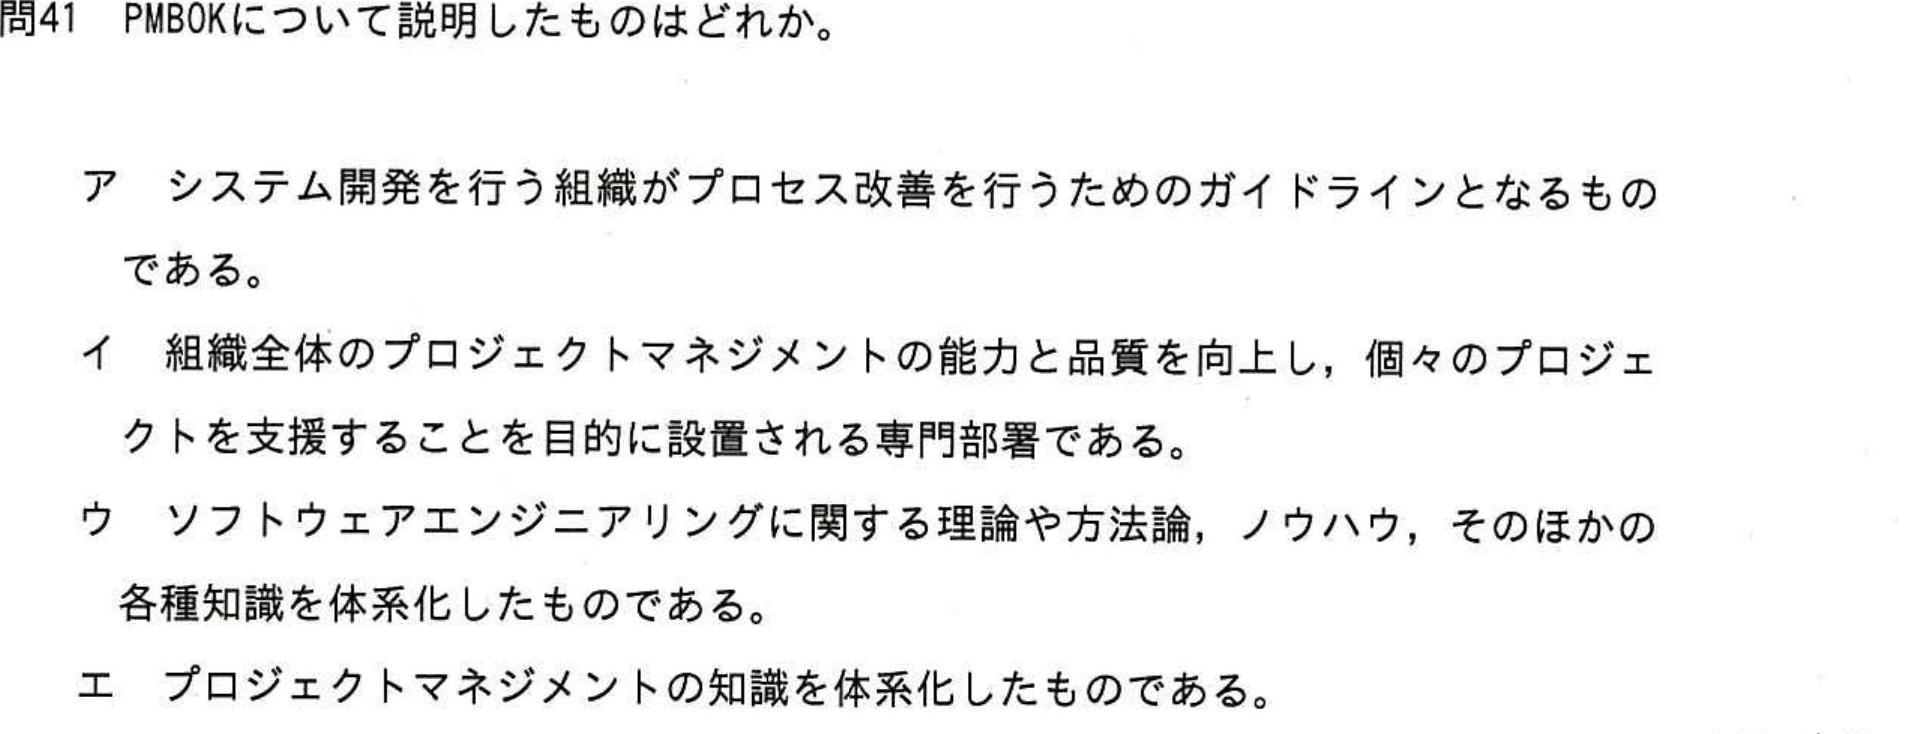 問41　PMBOKについて説明したものはどれか。
ア　システム開発を行う組織がプロセス改善を行うためのガイドラインとなるもの
である。
イ　組織全体のプロジェクトマネジメントの能力と品質を向上し，個々のプロジェ
クトを支援することを目的に設置される専門部署である。
ウ　ソフトウェアエンジニアリングに関する理論や方法論，ノウハウ，そのほかの
各種知識を体系化したものである。
エ　プロジェクトマネジメントの知識を体系化したものである。